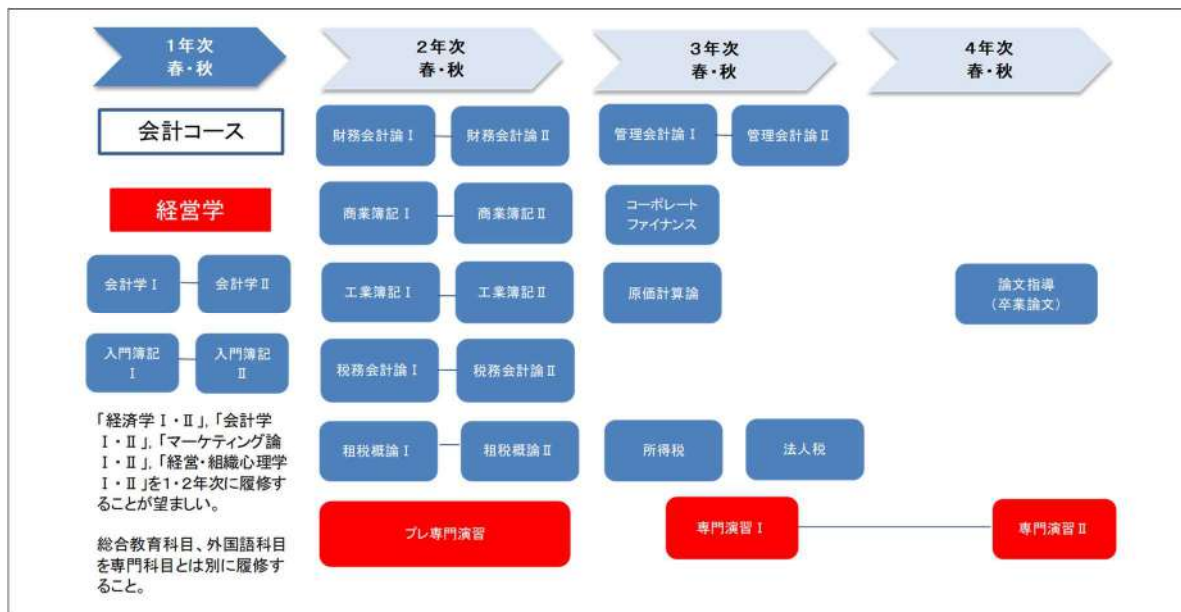 1年次
春・秋
2年次
春・秋
3年次
春・秋
4年次
春・秋
会計コース
財務会計論Ⅰ
財務会計論Ⅱ
管理会計論Ⅰ
管理会計論Ⅱ
経営学
商業簿記Ⅰ
商業簿記Ⅱ
コーポレート
ファイナンス
会計学Ⅰ
会計学Ⅱ
工業簿記Ⅰ
工業簿記Ⅱ
原価計算論
論文指導
(卒業論文)
入門簿記
Ⅰ
入門簿記
Ⅱ
税務会計論Ⅰ
税務会計論Ⅱ
「経済学Ⅰ・Ⅱ」,「会計学
Ⅰ・Ⅱ」,「マーケティング論
Ⅰ・Ⅱ」,「経営・組織心理学
Ⅰ・Ⅱ」を1・2年次に履修す
ることが望ましい。
租税概論Ⅰ
租税概論Ⅱ
所得税
法人税
プレ専門演習
専門演習Ⅰ
専門演習Ⅱ
総合教育科目、外国語科目
を専門科目とは別に履修す
ること。